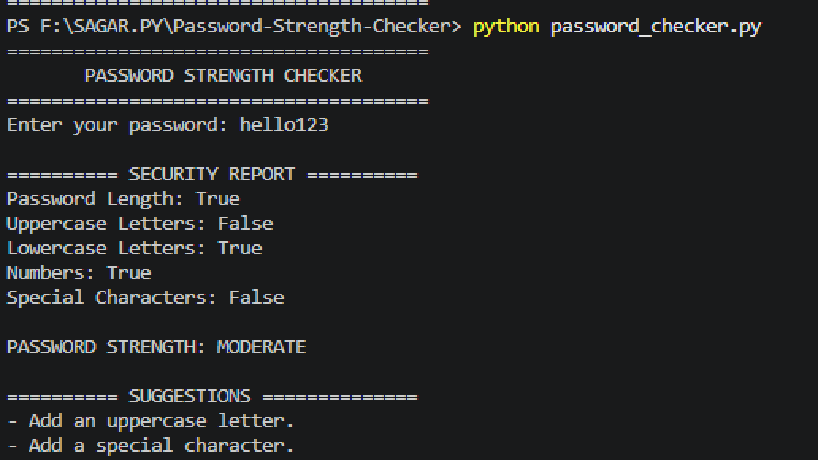 ======================================
PS F:\SAGAR.PY\Password-Strength-Checker> python password_checker.py
======================================
PASSWORD STRENGTH CHECKER
======================================
Enter your password: hello123
========== SECURITY REPORT ==========
Password Length: True
Uppercase Letters: False
Lowercase Letters: True
Numbers: True
Special Characters: False
PASSWORD STRENGTH: MODERATE
========== SUGGESTIONS ==============
- Add an uppercase letter.
- Add a special character.